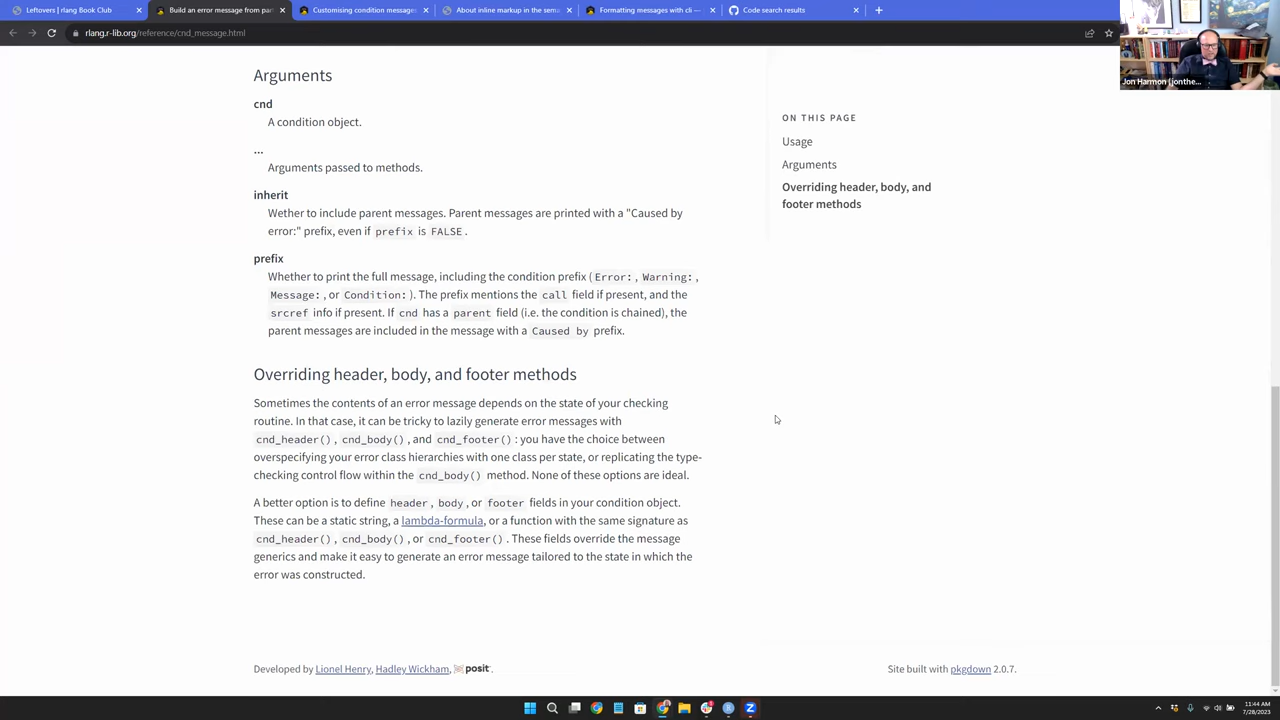 Leftovers | rlang Book Club
Build an error message from par
Customising condition messages
About inline markup in the sema
Formatting messages with cli —
Code search results
rlang.r-lib.org/reference/cnd_message.html
Jon Harmon (jonthe...
Arguments
cnd
A condition object.
...
Arguments passed to methods.
inherit
Wether to include parent messages. Parent messages are printed with a "Caused by
error:" prefix, even if prefix is FALSE.
prefix
Whether to print the full message, including the condition prefix (Error:, Warning:,
Message:, or Condition:). The prefix mentions the call field if present, and the
srcref info if present. If cnd has a parent field (i.e. the condition is chained), the
parent messages are included in the message with a Caused by prefix.
Overriding header, body, and footer methods
Sometimes the contents of an error message depends on the state of your checking
routine. In that case, it can be tricky to lazily generate error messages with
cnd_header(), cnd_body(), and cnd_footer(): you have the choice between
overspecifying your error class hierarchies with one class per state, or replicating the type-
checking control flow within the cnd_body() method. None of these options are ideal.
A better option is to define header, body, or footer fields in your condition object.
These can be a static string, a lambda-formula, or a function with the same signature as
cnd_header(), cnd_body(), or cnd_footer(). These fields override the message
generics and make it easy to generate an error message tailored to the state in which the
error was constructed.
ON THIS PAGE
Usage
Arguments
Overriding header, body, and
footer methods
Developed by Lionel Henry, Hadley Wickham, posit.
Site built with pkgdown 2.0.7.
11:44 AM
7/28/2023